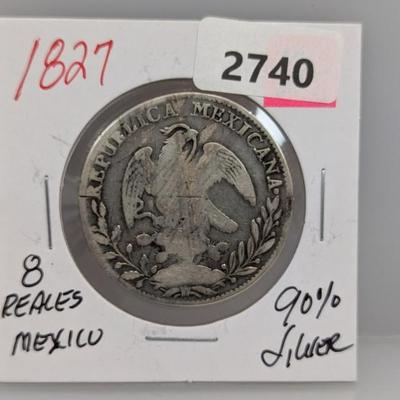 1827
2740
REPUBLICA MEXICANA.
8
REALES
MEXICO
90%
SILVER